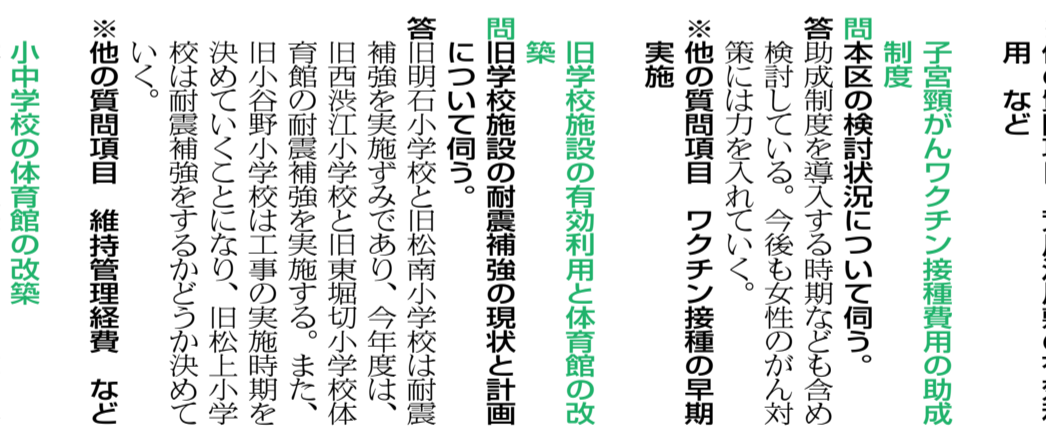 用　など
子宮頸がんワクチン接種費用の助成
制度
問本区の検討状況について伺う。
答助成制度を導入する時期なども含め
検討している。今後も女性のがん対
策には力を入れていく。
※他の質問項目　ワクチン接種の早期
実施
旧学校施設の有効利用と体育館の改
築
問旧学校施設の耐震補強の現状と計画
について伺う。
答旧明石小学校と旧松南小学校は耐震
補強を実施ずみであり、今年度は、
旧西渋江小学校と旧東堀切小学校体
育館の耐震補強を実施する。また、
旧小谷野小学校は工事の実施時期を
決めていくことになり、旧松上小学
校は耐震補強をするかどうか決めて
いく。
※他の質問項目　維持管理経費　など
小中学校の体育館の改築